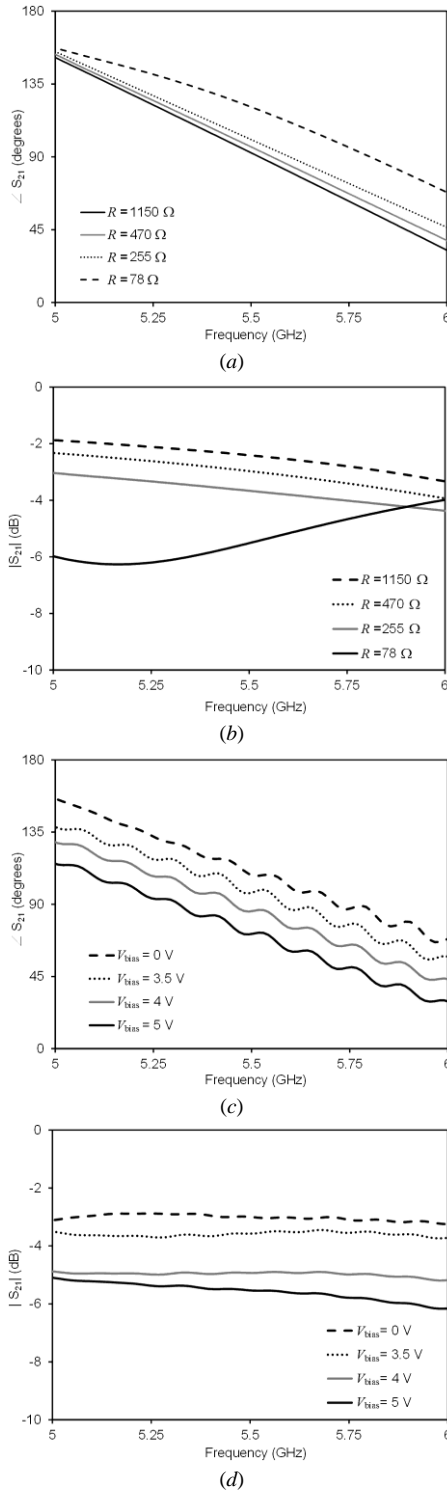 180
135
90
45
0
∠ S21 (degrees)
R = 1150 Ω
R = 470 Ω
R = 255 Ω
R = 78 Ω
5
5.25
5.5
5.75
6
Frequency (GHz)
(a)
0
-2
-4
-6
-8
-10
|S21| (dB)
R = 1150 Ω
R = 470 Ω
R = 255 Ω
R = 78 Ω
5
5.25
5.5
5.75
6
Frequency (GHz)
(b)
180
135
90
45
0
∠ S21 (degrees)
Vbias = 0 V
Vbias = 3.5 V
Vbias = 4 V
Vbias = 5 V
5
5.25
5.5
5.75
6
Frequency (GHz)
(c)
0
-2
-4
-6
-8
-10
| S21| (dB)
Vbias = 0 V
Vbias = 3.5 V
Vbias = 4 V
Vbias = 5 V
5
5.25
5.5
5.75
6
Frequency (GHz)
(d)